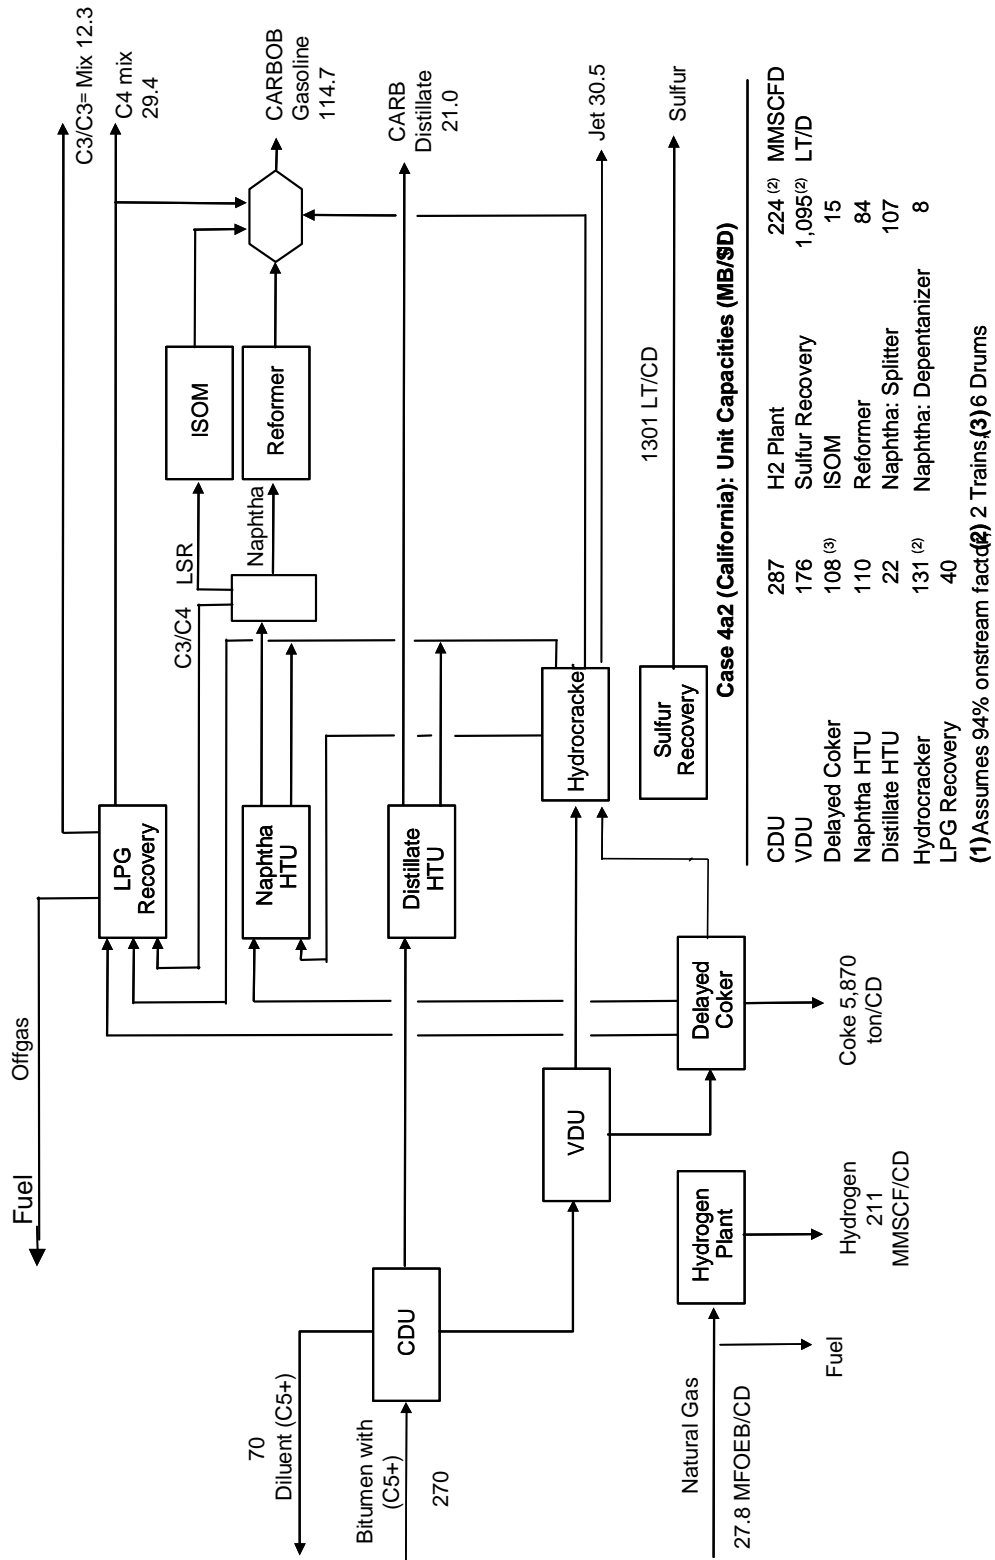 Fuel
Offgas
C3/C3= Mix 12.3
C4 mix
29.4
LPG
Recovery
C3/C4
LSR
Naphtha
ISOM
Reformer
CARBOB
Gasoline
114.7
Naphtha
HTU
70
Diluent (C5+)
Bitumen with
(C5+)
270
CDU
Distillate
HTU
CARB
Distillate
21.0
VDU
Hydrocracke
Jet 30.5
Natural Gas
27.8 MFOEB/CD
Fuel
Hydrogen
Plant
Hydrogen
211
MMSCF/CD
Delayed
Coker
Coke 5,870
ton/CD
Sulfur
Recovery
1301 LT/CD
Sulfur
Case 4a2 (California): Unit Capacities (MB/SD)
CDU 287 H2 Plant 224 (2) MMSCFD
VDU 176 Sulfur Recovery 1,095(2) LT/D
Delayed Coker 108 (3) ISOM 15
Naphtha HTU 110 Reformer 84
Distillate HTU 22 Naphtha: Splitter 107
Hydrocracker 131 (2) Naphtha: Depentanizer 8
LPG Recovery 40
(1)Assumes 94% onstream factor, (2) 2 Trains,(3) 6 Drums